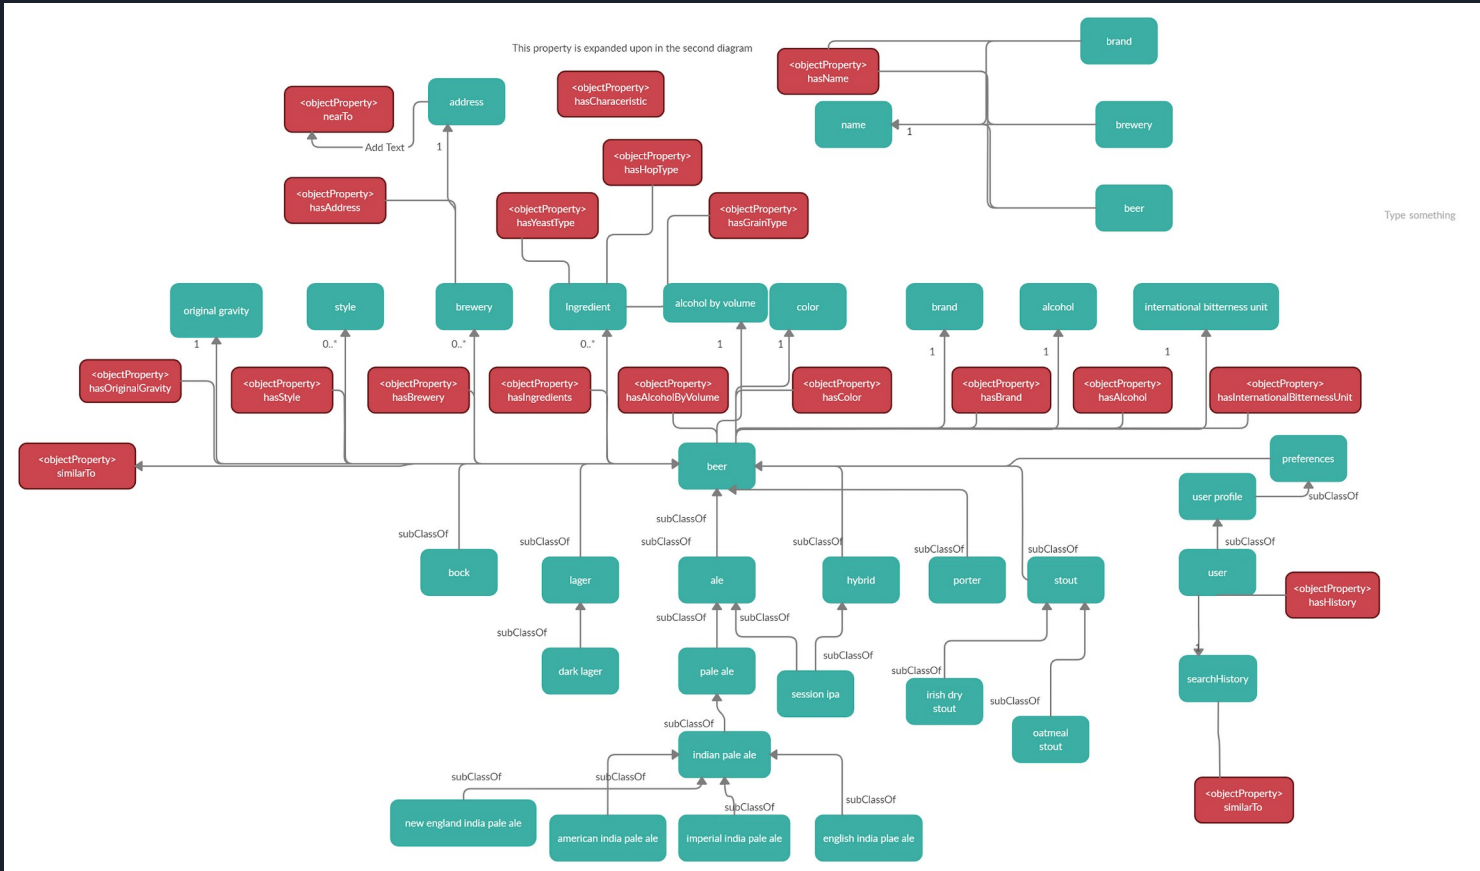 This property is expanded upon in the second diagram
brand
<objectProperty>
hasName
<objectProperty>
nearTo
address
<objectProperty>
hasCharaceristic
name
1
brewery
Add Text
1
<objectProperty>
hasHopType
<objectProperty>
hasAddress
<objectProperty>
hasYeastType
<objectProperty>
hasGrainType
beer
Type something
original gravity
style
brewery
Ingredient
alcohol by volume
color
brand
alcohol
international bitterness unit
1
0..*
0..*
0..*
1
1
1
1
1
<objectProperty>
hasOriginalGravity
<objectProperty>
hasStyle
<objectProperty>
hasBrewery
<objectProperty>
hasIngredients
<objectPropety>
hasAlcoholByVolume
<objectProperty>
hasColor
<objectProperty>
hasBrand
<objectProperty>
hasAlcohol
<objectProptery>
hasInternationalBitternessUnit
<objectProperty>
similarTo
beer
preferences
user profile
subClassOf
subClassOf
subClassOf
subClassOf
subClassOf
subClassOf
subClassOf
subClassOf
subClassOf
bock
lager
ale
hybrid
porter
stout
user
<objectProperty>
hasHistory
subClassOf
subClassOf
subClassOf
subClassOf
1
dark lager
pale ale
session ipa
subClassOf
irish dry
stout
subClassOf
searchHistory
subClassOf
oatmeal
stout
indian pale ale
subClassOf
subClassOf
subClassOf
subClassOf
<objectProperty>
similarTo
new england india pale ale
american india pale ale
imperial india pale ale
english india plae ale